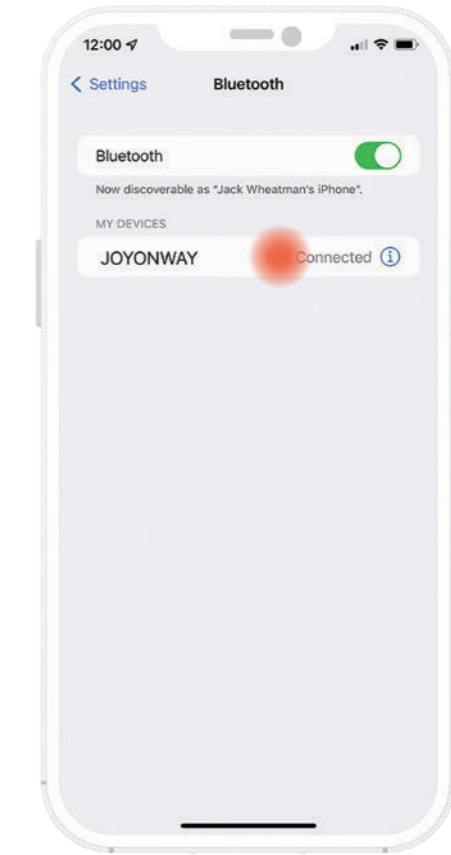 12:00
Settings
Bluetooth
Bluetooth
Now discoverable as "Jack Wheatman's iPhone".
MY DEVICES
JOYONWAY
Connected